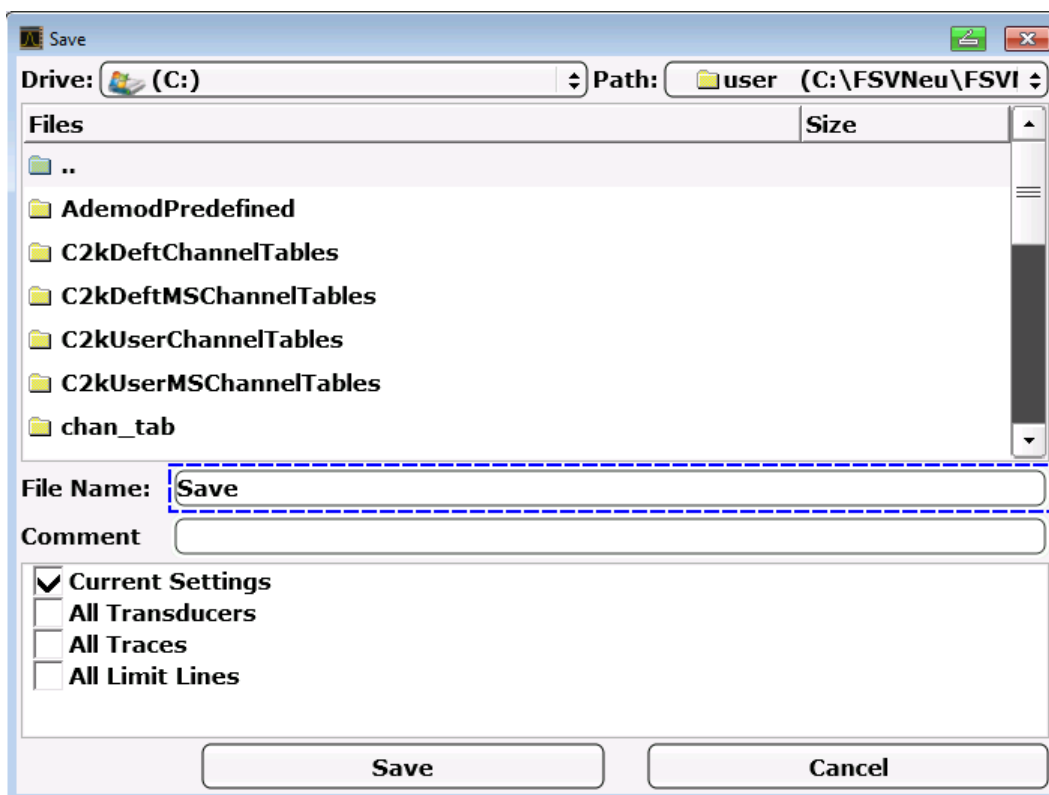 Save
Drive: (C:) Path: user (C:\FSVNeu\FSV
Files Size
..
AdemodPredefined
C2kDeftChannelTables
C2kDeftMSChannelTables
C2kUserChannelTables
C2kUserMSChannelTables
chan_tab
File Name: Save
Comment
Current Settings
All Transducers
All Traces
All Limit Lines
Save Cancel